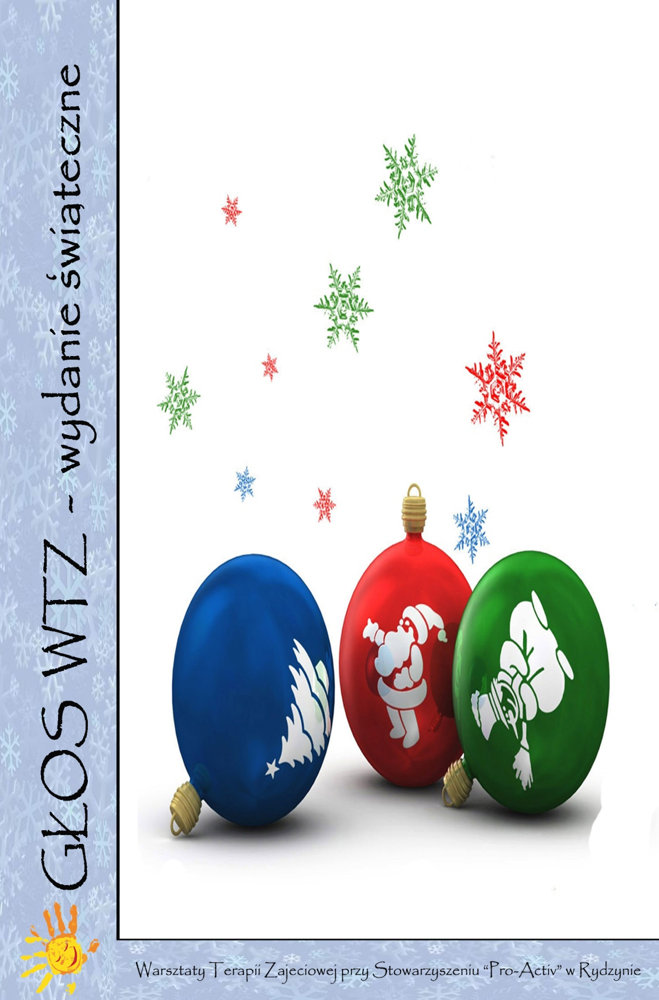 GŁOS WTZ - wydanie świąteczne
Warsztaty Terapii Zajeciowej przy Stowarzyszeniu “Pro-Activ” w Rydzynie